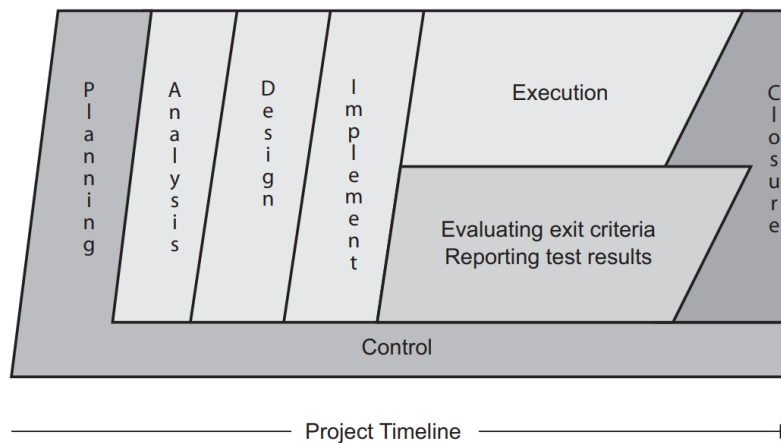 Planning
Analysis
Design
Implement
Execution
Closure
Evaluating exit criteria
Reporting test results
Control
Project Timeline